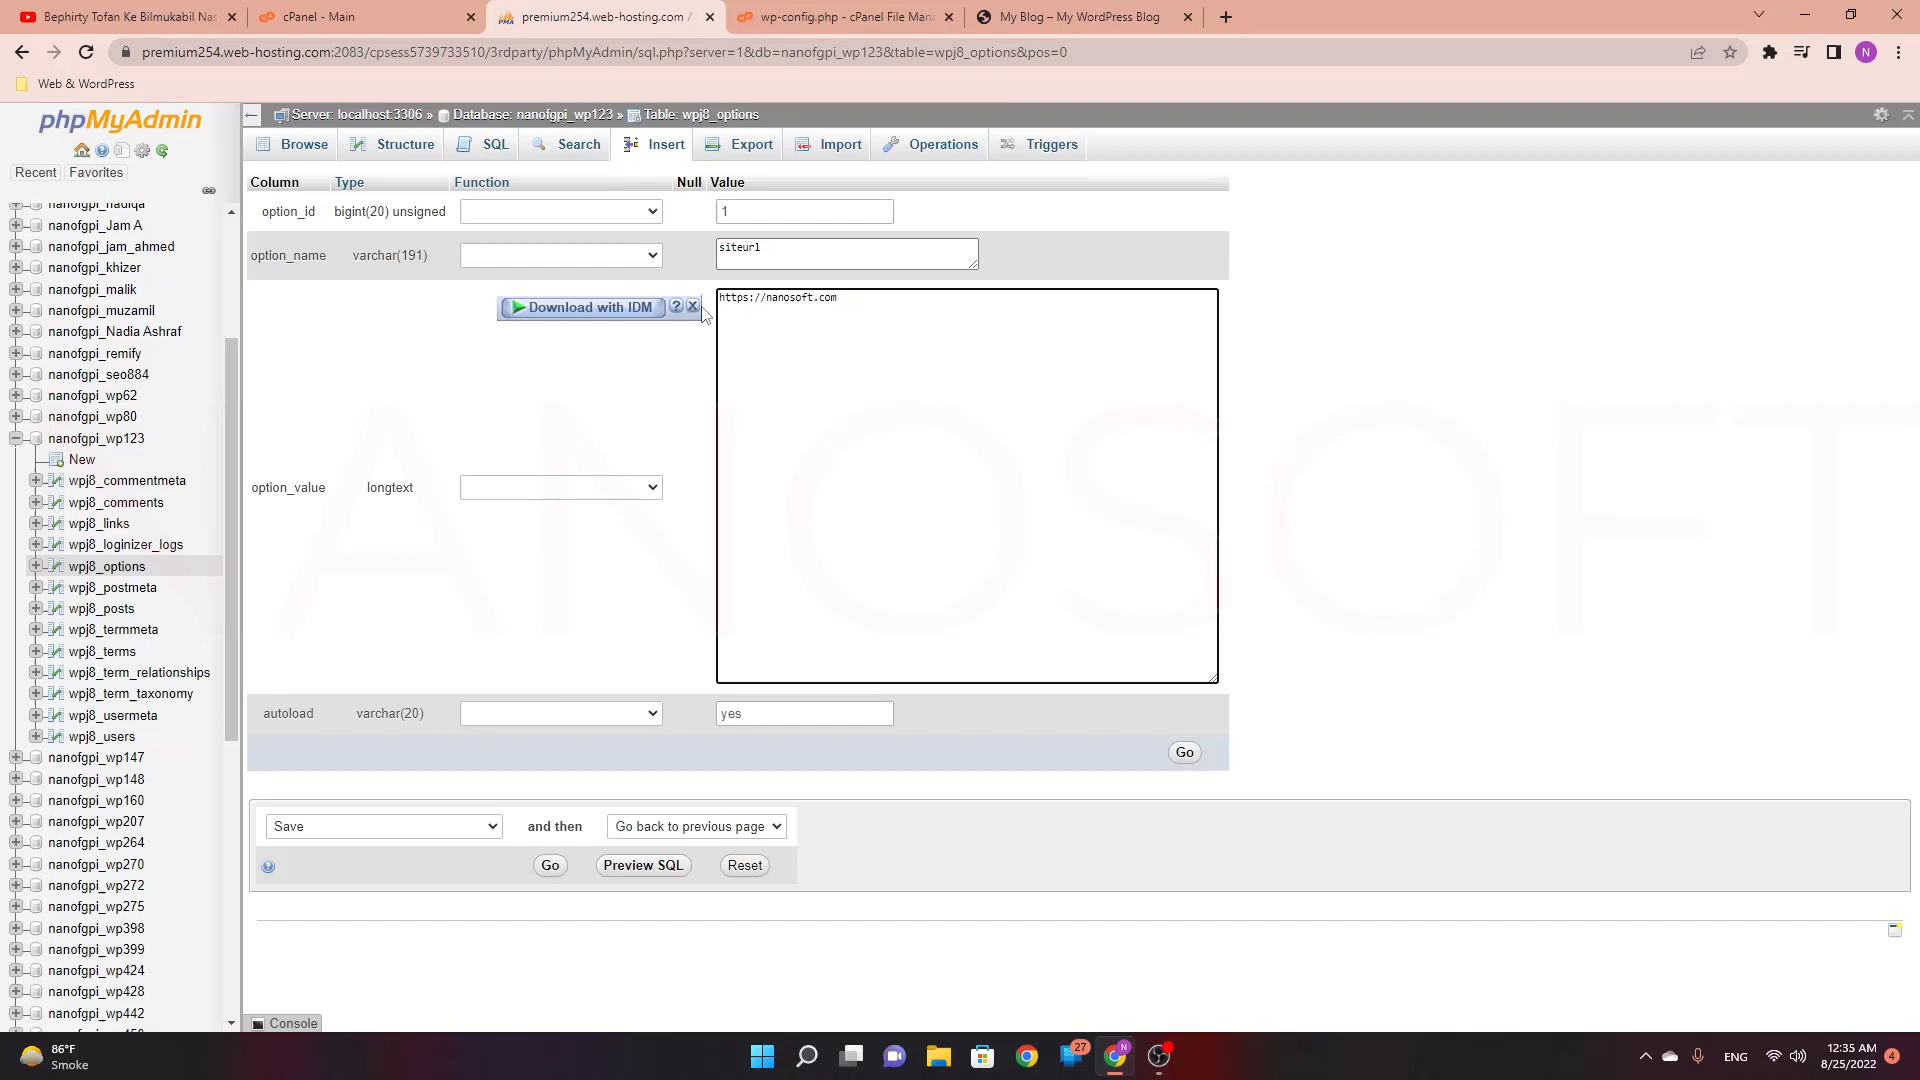 Bephirty Tofan Ke Bilmukabil Nas
cPanel - Main
premium254.web-hosting.com /
wp-config.php - cPanel File Mana
My Blog – My WordPress Blog
premium254.web-hosting.com:2083/cpsess5739733510/3rdparty/phpMyAdmin/sql.php?server=1&db=nanofgpi_wp123&table=wpj8_options&pos=0
N
Web & WordPress
phpMyAdmin
Recent Favorites
nanofgpi_nadiqa
nanofgpi_Jam A
nanofgpi_jam_ahmed
nanofgpi_khizer
nanofgpi_malik
nanofgpi_muzamil
nanofgpi_Nadia Ashraf
nanofgpi_remify
nanofgpi_seo884
nanofgpi_wp62
nanofgpi_wp80
nanofgpi_wp123
New
wpj8_commentmeta
wpj8_comments
wpj8_links
wpj8_loginizer_logs
wpj8_options
wpj8_postmeta
wpj8_posts
wpj8_termmeta
wpj8_terms
wpj8_term_relationships
wpj8_term_taxonomy
wpj8_usermeta
wpj8_users
nanofgpi_wp147
nanofgpi_wp148
nanofgpi_wp160
nanofgpi_wp207
nanofgpi_wp264
nanofgpi_wp270
nanofgpi_wp272
nanofgpi_wp275
nanofgpi_wp398
nanofgpi_wp399
nanofgpi_wp424
nanofgpi_wp428
nanofgpi_wp442
Server: localhost:3306 » Database: nanofgpi_wp123 » Table: wpj8_options
Browse Structure SQL Search Insert Export Import Operations Triggers
Column Type Function Null Value
option_id bigint(20) unsigned 1
option_name varchar(191) siteurl
Download with IDM ? X
https://nanosoft.com
option_value longtext
autoload varchar(20) yes
Go
Save and then Go back to previous page
Go Preview SQL Reset
Console
NANOSOFT
86°F
Smoke
27
N
ENG
12:35 AM
8/25/2022
4